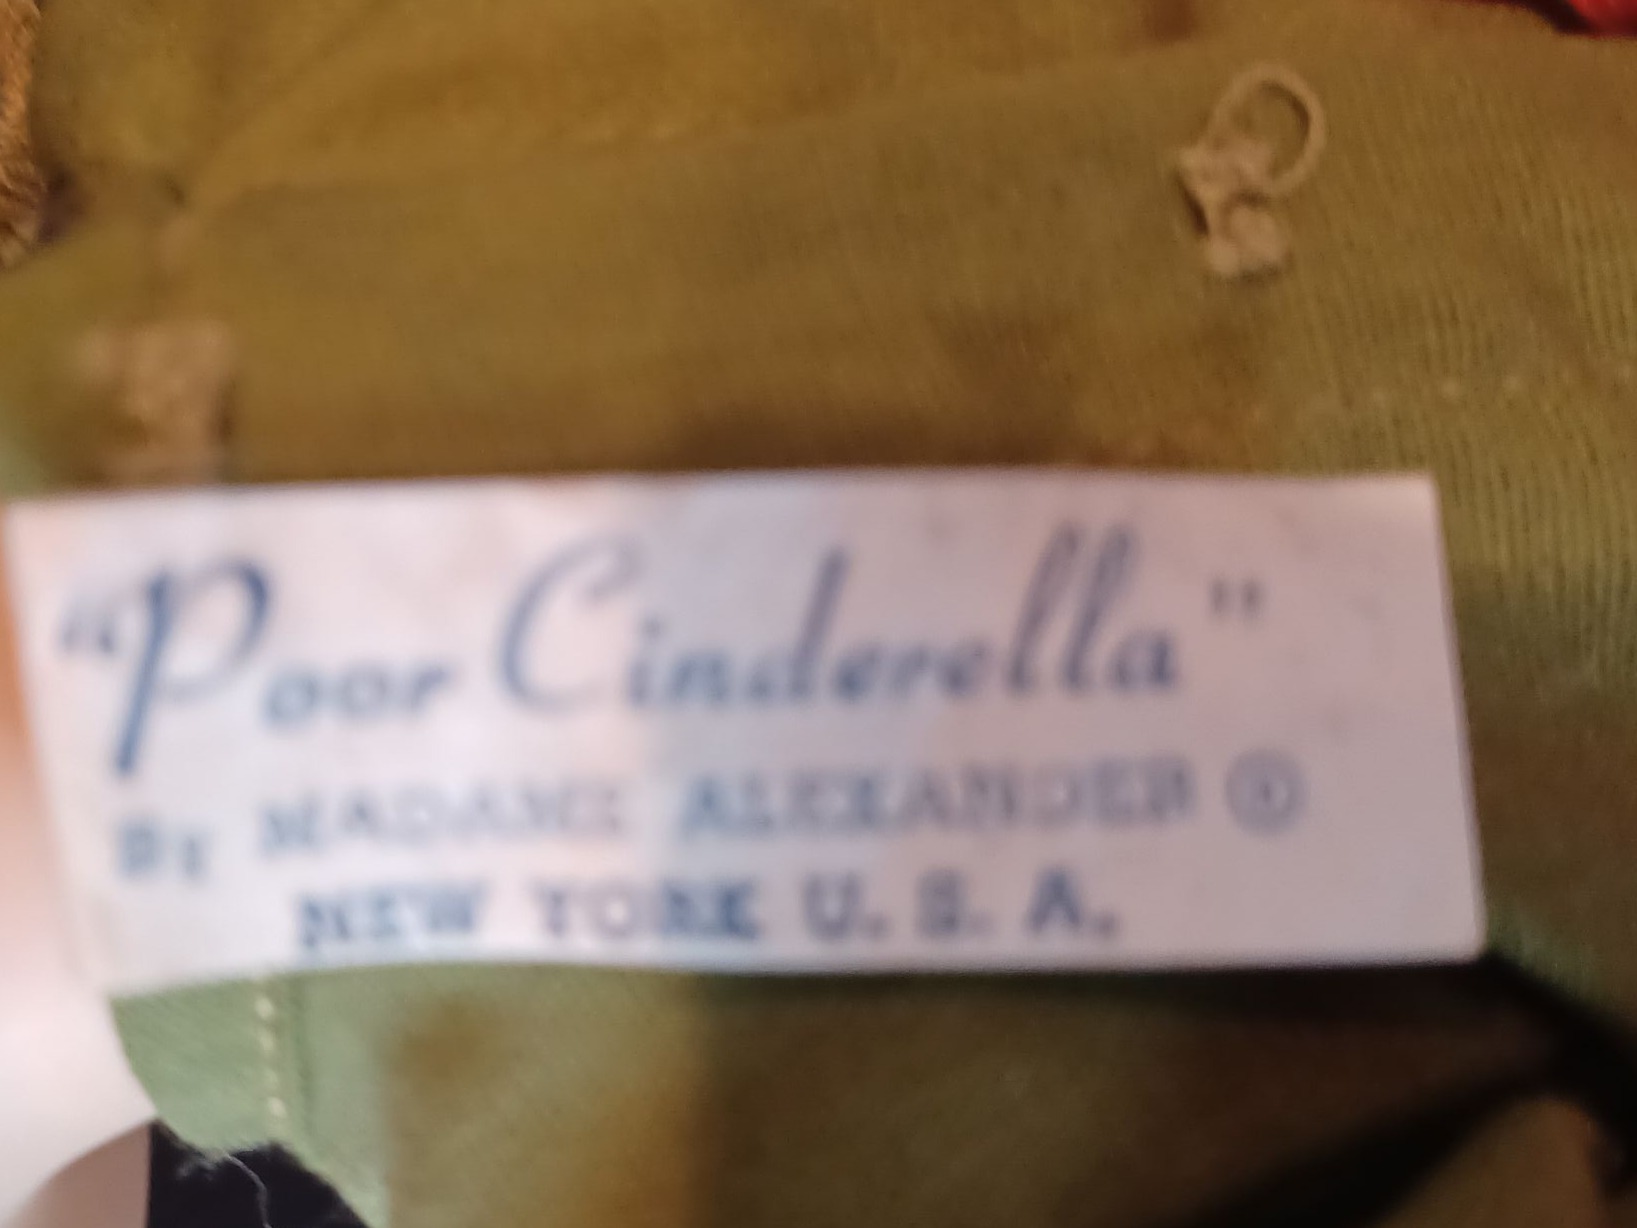 "Poor Cinderella"
By MADAME ALEXANDER ®
NEW YORK U. S. A.